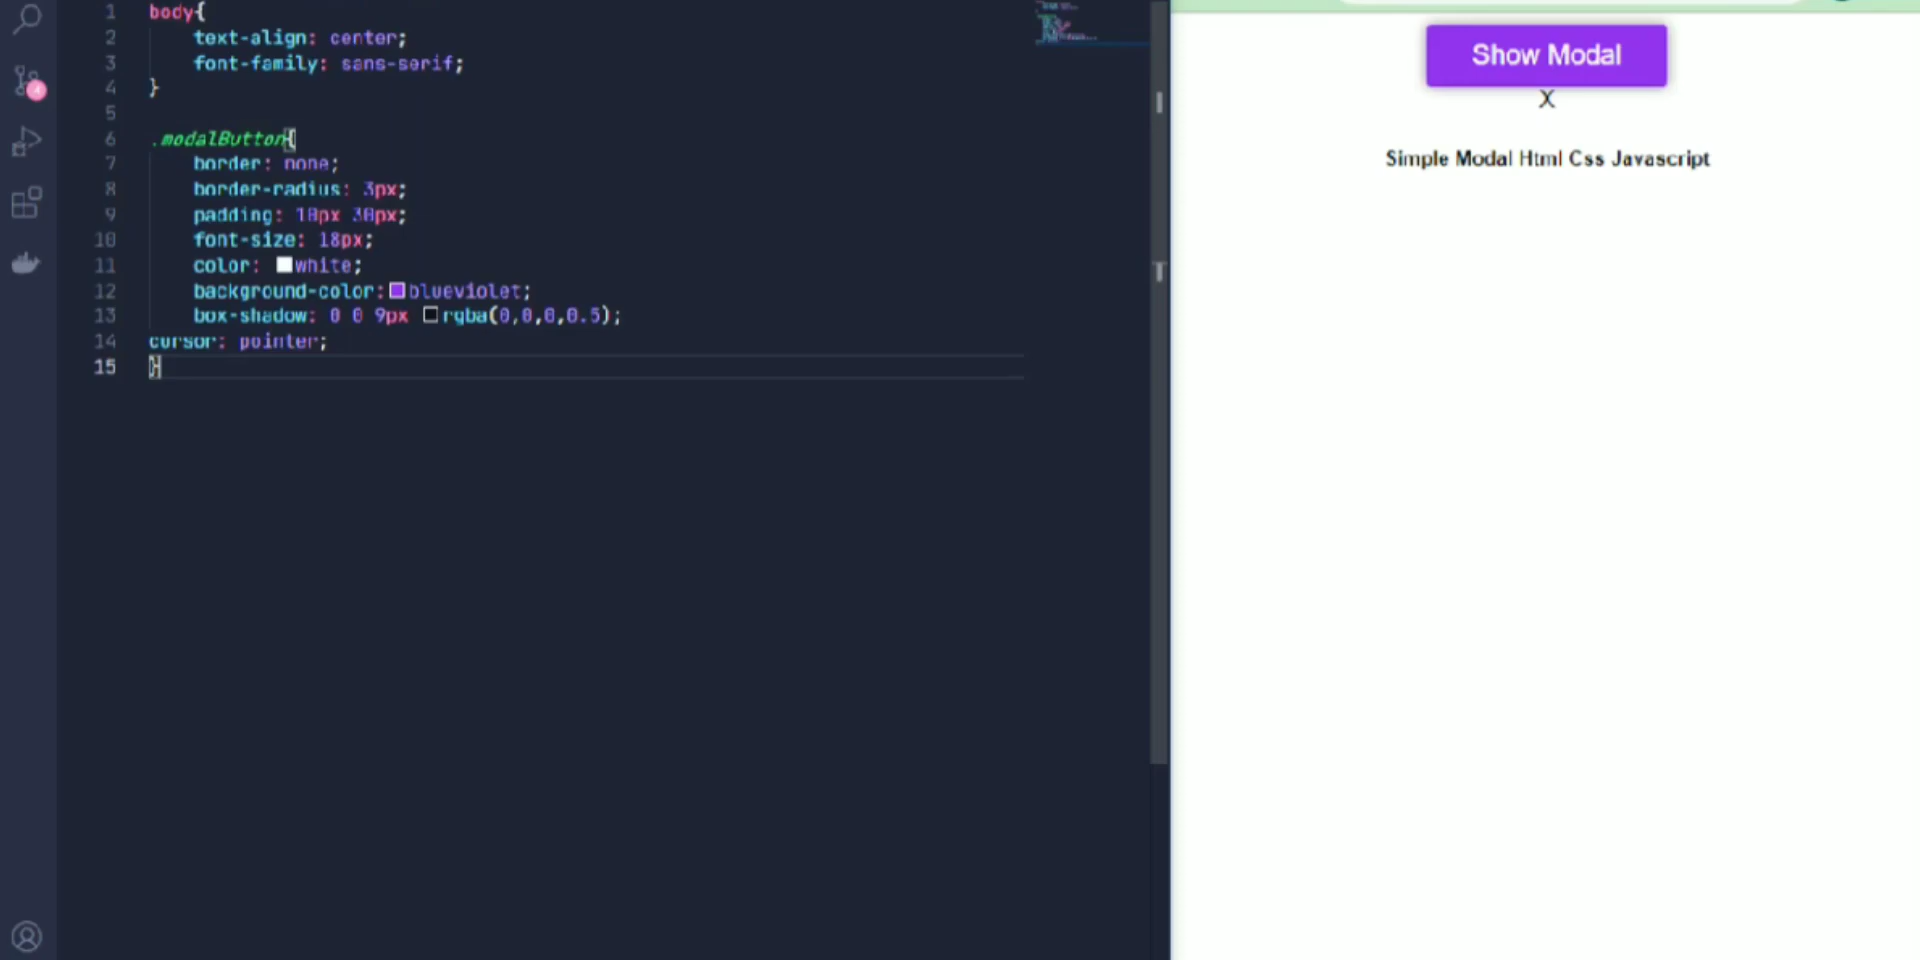 1 body{
2 text-align: center;
3 font-family: sans-serif;
4 }
5
6 .modalButton{
7 border: none;
8 border-radius: 3px;
9 padding: 10px 30px;
10 font-size: 18px;
11 color: white;
12 background-color: blueviolet;
13 box-shadow: 0 0 9px rgba(0,0,0,0.5);
14 cursor: pointer;
15 }
Show Modal
X
Simple Modal Html Css Javascript